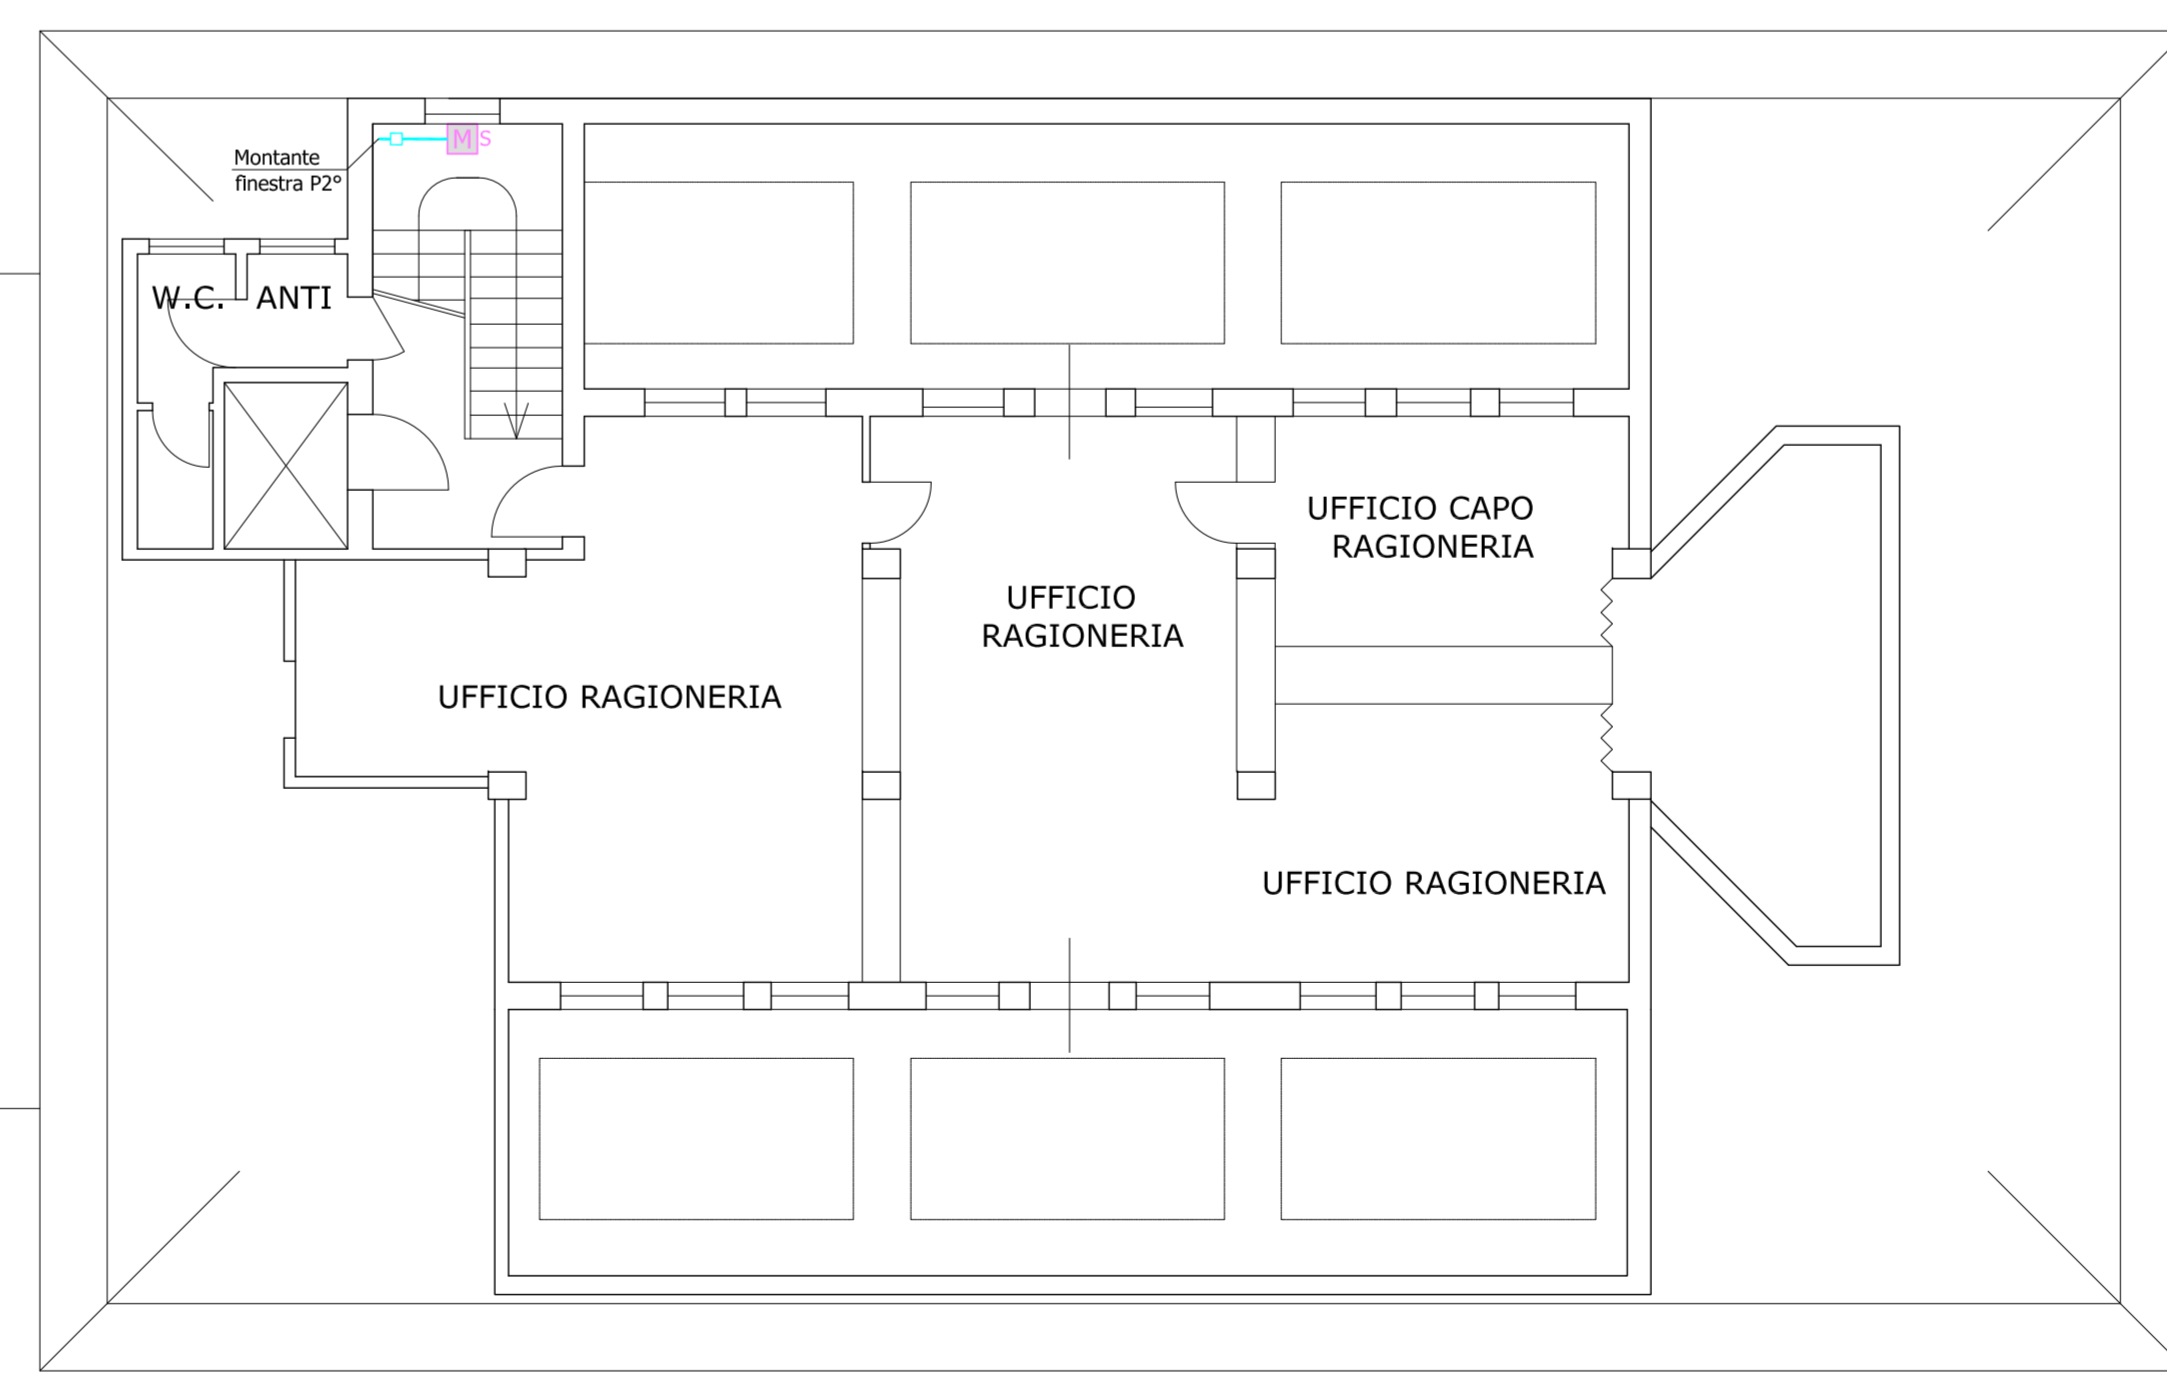 M S
Montante
finestra P2°
W.C. ANTI
UFFICIO CAPO
RAGIONERIA
UFFICIO
RAGIONERIA
UFFICIO RAGIONERIA
UFFICIO RAGIONERIA